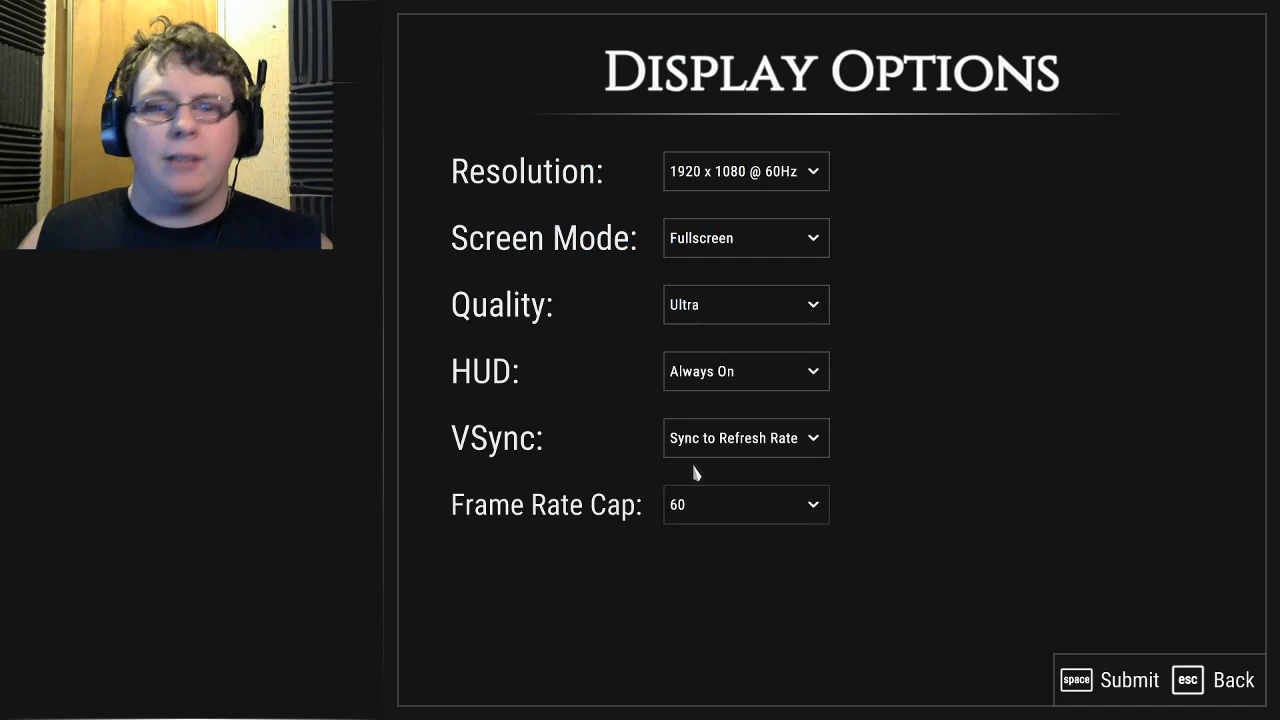 Display Options
Resolution: 1920 x 1080 @ 60Hz
Screen Mode: Fullscreen
Quality: Ultra
HUD: Always On
VSync: Sync to Refresh Rate
Frame Rate Cap: 60
space Submit esc Back